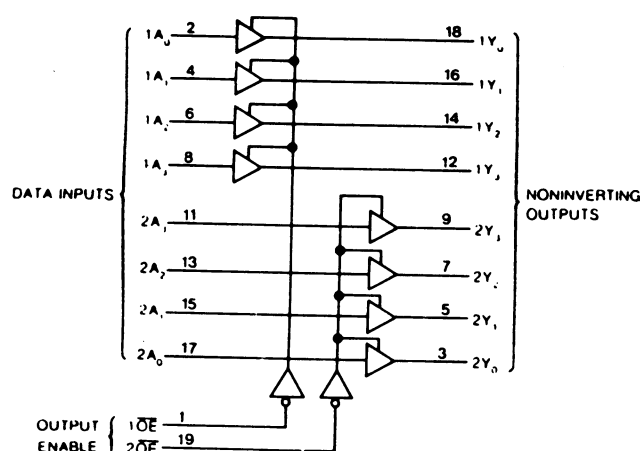 1A₀ 2 18 1Y₀
1A₁ 4 16 1Y₁
1A₂ 6 14 1Y₂
1A₃ 8 12 1Y₃
DATA INPUTS
NONINVERTING
OUTPUTS
2A₃ 11 9 2Y₃
2A₂ 13 7 2Y₂
2A₁ 15 5 2Y₁
2A₀ 17 3 2Y₀
OUTPUT
ENABLE
1O̅E̅ 1
2O̅E̅ 19